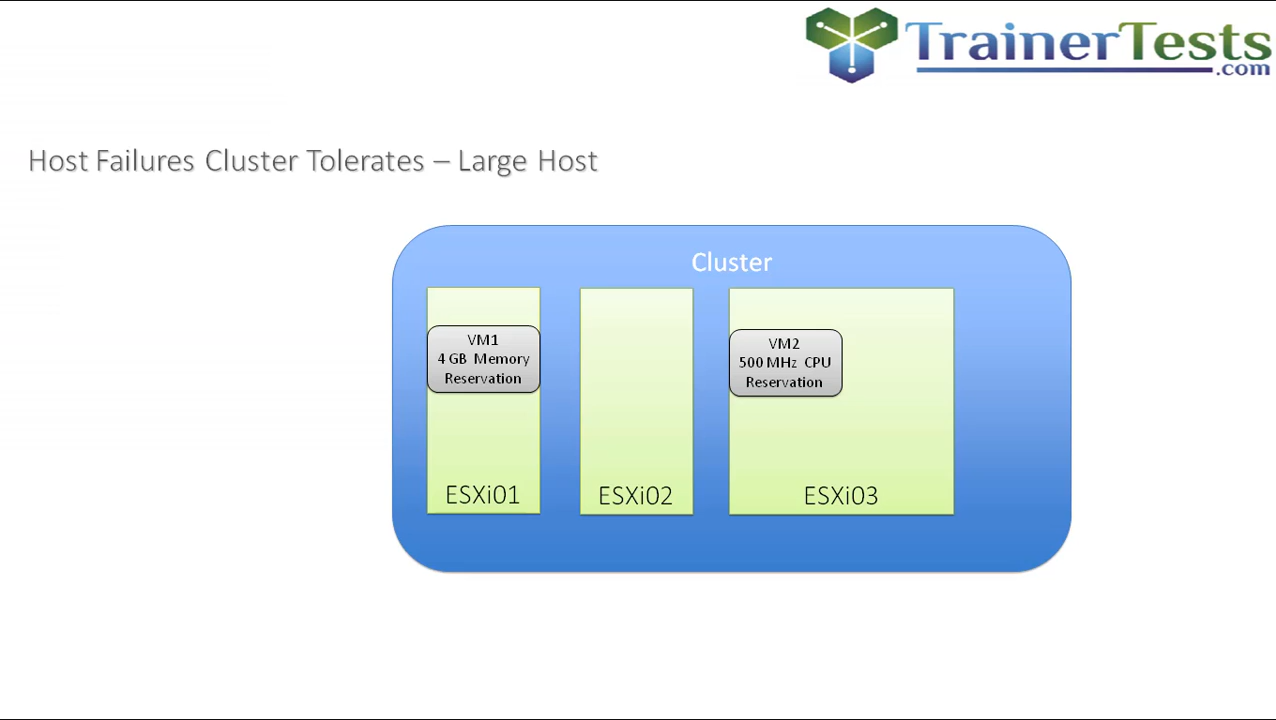 TrainerTests
.com
Host Failures Cluster Tolerates – Large Host
Cluster
VM1
4 GB Memory
Reservation
VM2
500 MHz CPU
Reservation
ESXi01
ESXi02
ESXi03